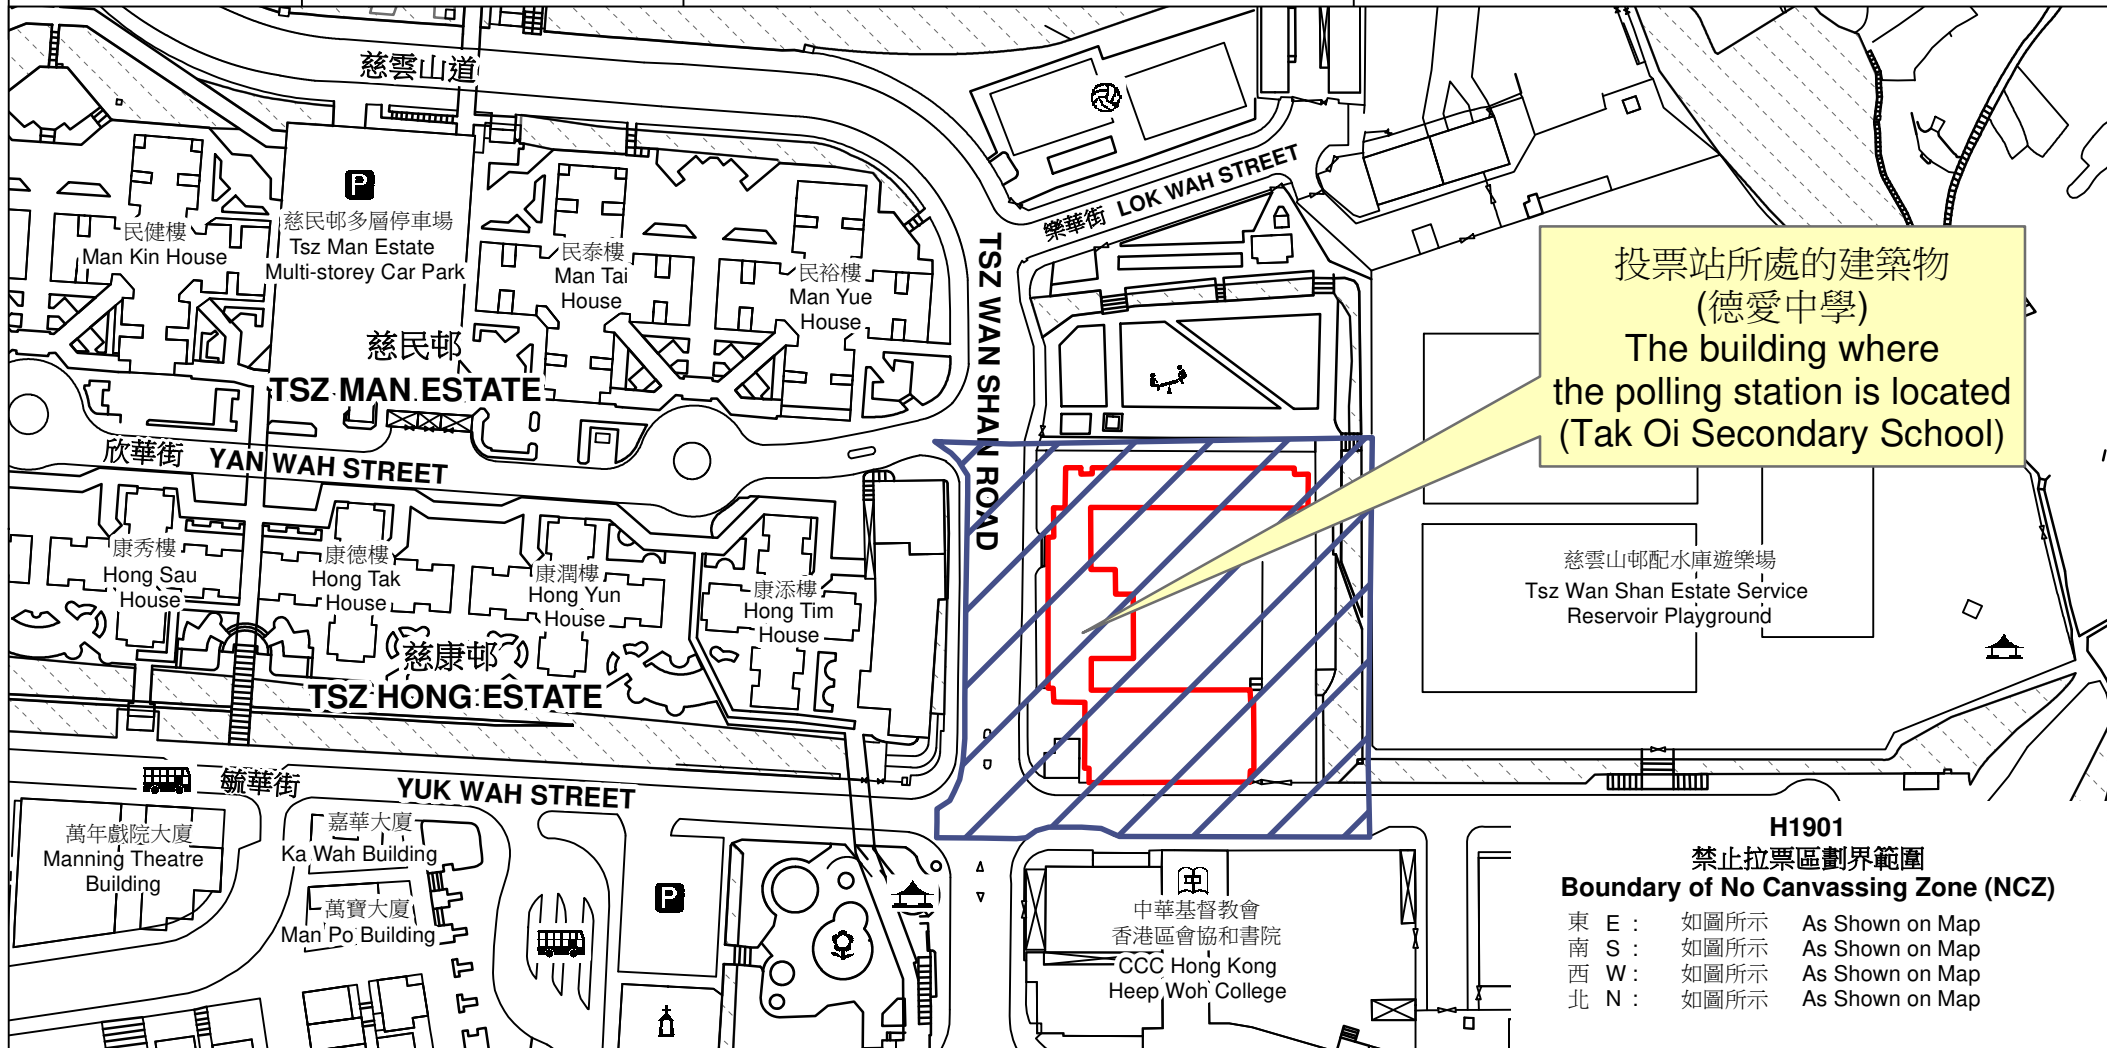 慈雲山道
P
慈民邨多層停車場
Tsz Man Estate
Multi-storey Car Park
民健樓
Man Kin House
民泰樓
Man Tai
House
民裕樓
Man Yue
House
慈民邨
TSZ MAN ESTATE
樂華街 LOK WAH STREET
TSZ WAN SHAN ROAD
投票站所處的建築物
(德愛中學)
The building where
the polling station is located
(Tak Oi Secondary School)
欣華街 YAN WAH STREET
康秀樓
Hong Sau
House
康德樓
Hong Tak
House
康潤樓
Hong Yun
House
康添樓
Hong Tim
House
慈康邨
TSZ HONG ESTATE
慈雲山邨配水庫遊樂場
Tsz Wan Shan Estate Service
Reservoir Playground
毓華街 YUK WAH STREET
萬年戲院大廈
Manning Theatre
Building
嘉華大廈
Ka Wah Building
萬寶大廈
Man Po Building
P
中華基督教會
香港區會協和書院
CCC Hong Kong
Heep Woh College
H1901
禁止拉票區劃界範圍
Boundary of No Canvassing Zone (NCZ)
東 E : 如圖所示 As Shown on Map
南 S : 如圖所示 As Shown on Map
西 W : 如圖所示 As Shown on Map
北 N : 如圖所示 As Shown on Map